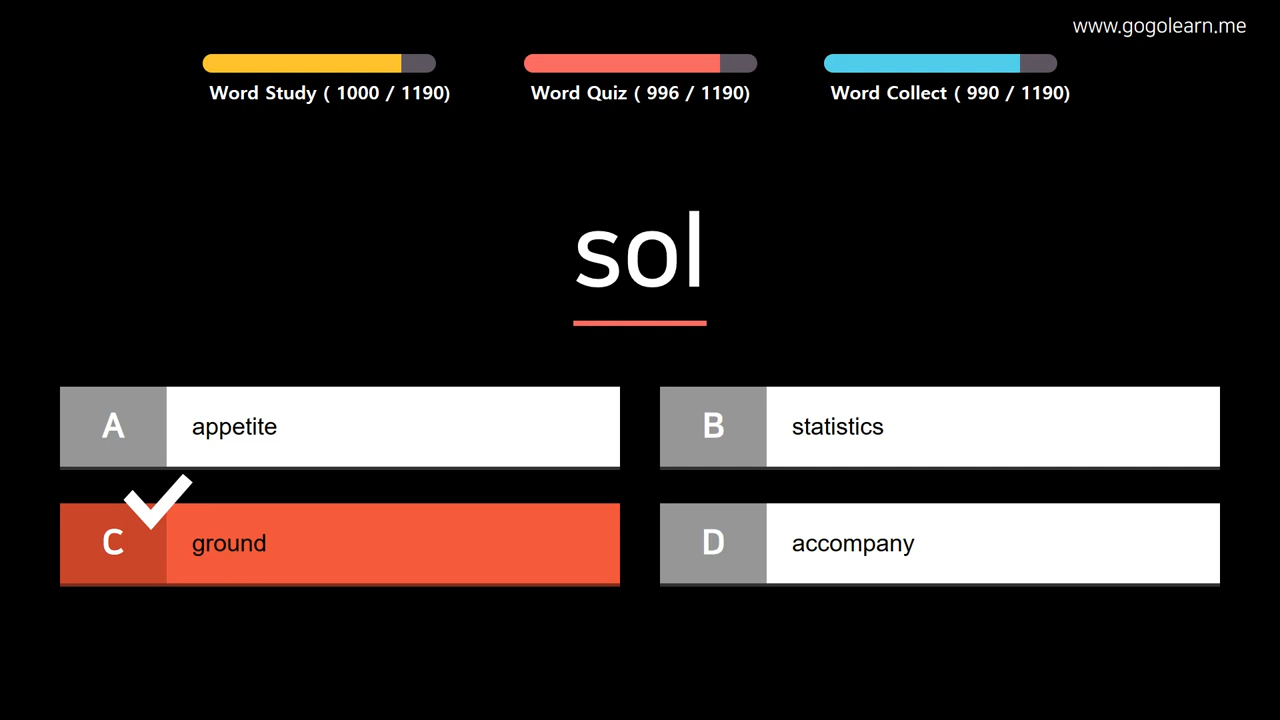 www.gogolearn.me
Word Study ( 1000 / 1190)
Word Quiz ( 996 / 1190)
Word Collect ( 990 / 1190)
sol
A appetite
B statistics
C ground
D accompany